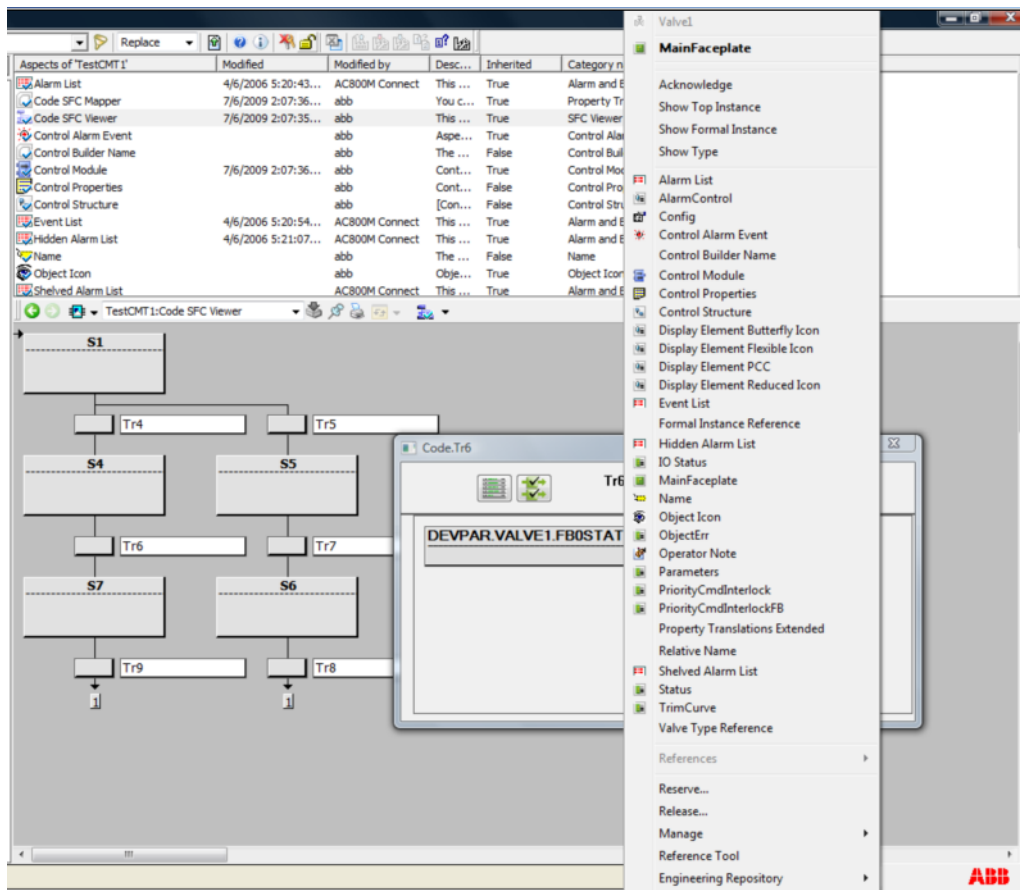 Valve1
Replace
MainFaceplate
Aspects of 'TestCMT1' Modified Modified by Desc... Inherited Category n
Alarm List 4/6/2006 5:20:43... AC800M Connect This ... True Alarm and E
Code SFC Mapper 7/6/2009 2:07:36... abb You c... True Property Tr
Code SFC Viewer 7/6/2009 2:07:35... abb This ... True SFC Viewer
Control Alarm Event abb Aspe... True Control Ala
Control Builder Name abb The ... False Control Buil
Control Module 7/6/2009 2:07:36... abb Cont... True Control Mod
Control Properties abb Cont... False Control Pro
Control Structure abb [Con... False Control Stru
Event List 4/6/2006 5:20:54... AC800M Connect This ... True Alarm and E
Hidden Alarm List 4/6/2006 5:21:07... AC800M Connect This ... True Alarm and E
Name abb The ... False Name
Object Icon abb Obje... True Object Icon
Shelved Alarm List AC800M Connect This ... True Alarm and E
TestCMT1:Code SFC Viewer
S1
Tr4 Tr5
S4 S5
Tr6 Tr7
S7 S6
Tr9 Tr8
1 1
Code.Tr6
Tr6
DEVPAR.VALVE1.FB0STAT
Acknowledge
Show Top Instance
Show Formal Instance
Show Type
Alarm List
AlarmControl
Config
Control Alarm Event
Control Builder Name
Control Module
Control Properties
Control Structure
Display Element Butterfly Icon
Display Element Flexible Icon
Display Element PCC
Display Element Reduced Icon
Event List
Formal Instance Reference
Hidden Alarm List
IO Status
MainFaceplate
Name
Object Icon
ObjectErr
Operator Note
Parameters
PriorityCmdInterlock
PriorityCmdInterlockFB
Property Translations Extended
Relative Name
Shelved Alarm List
Status
TrimCurve
Valve Type Reference
References
Reserve...
Release...
Manage
Reference Tool
Engineering Repository
ABB